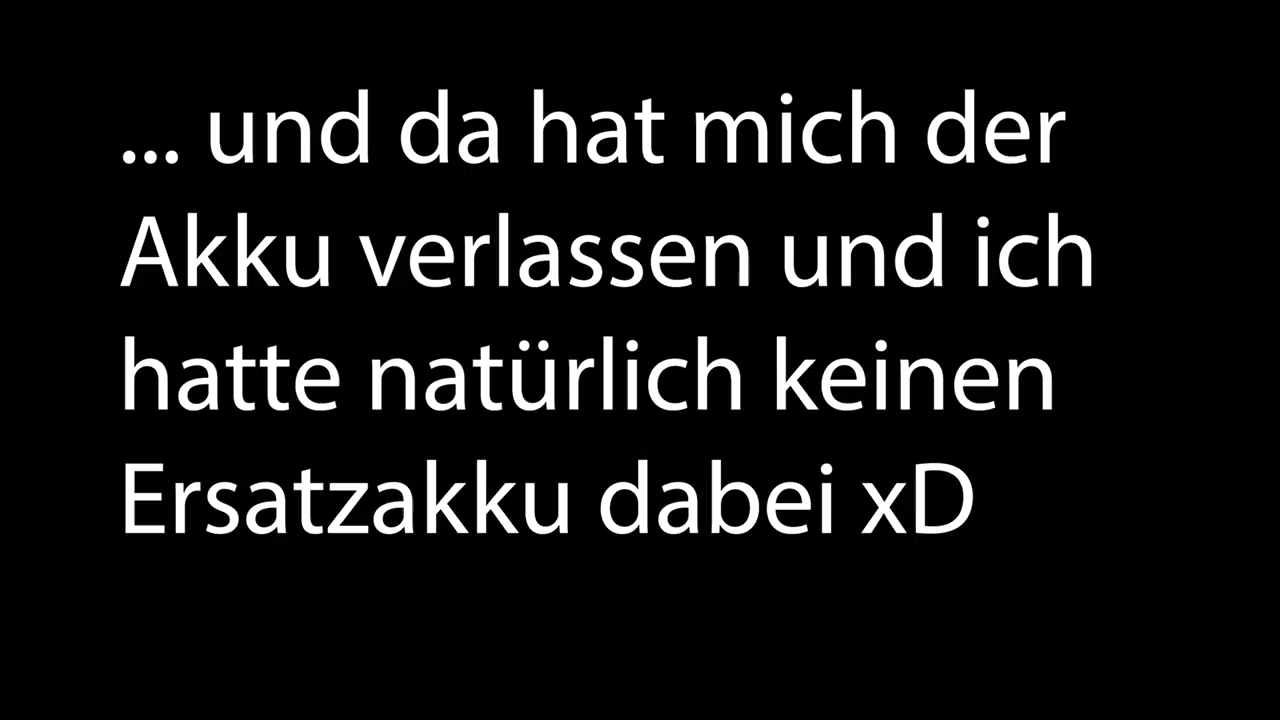 ... und da hat mich der
Akku verlassen und ich
hatte natürlich keinen
Ersatzakku dabei xD